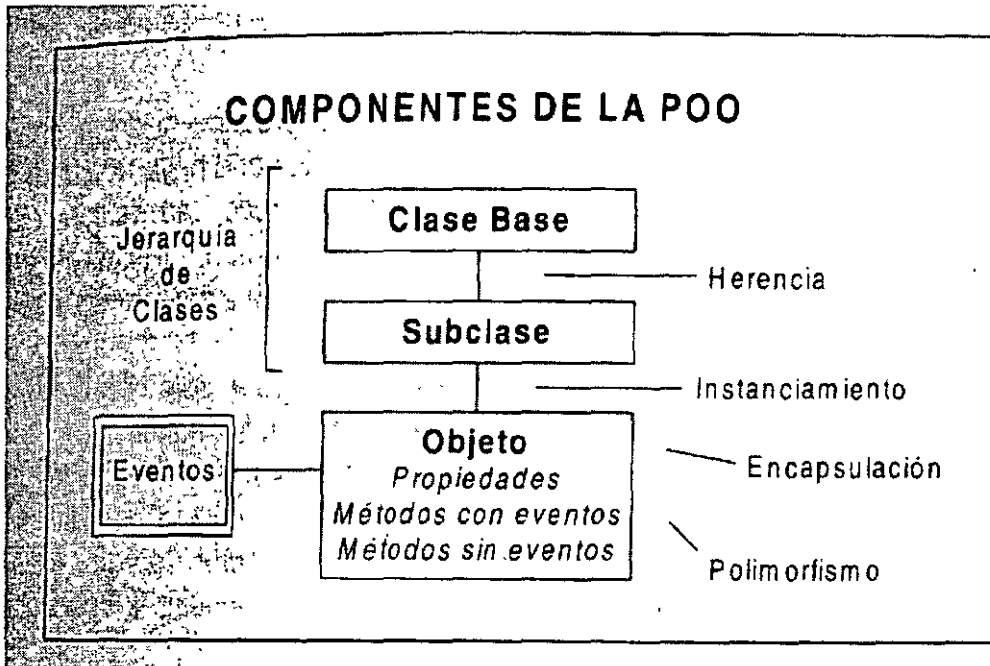 COMPONENTES DE LA POO
Jerarquía
de
Clases
Clase Base
Herencia
Subclase
Instanciamiento
Eventos
Objeto
Propiedades
Métodos con eventos
Métodos sin eventos
Encapsulación
Polimorfismo